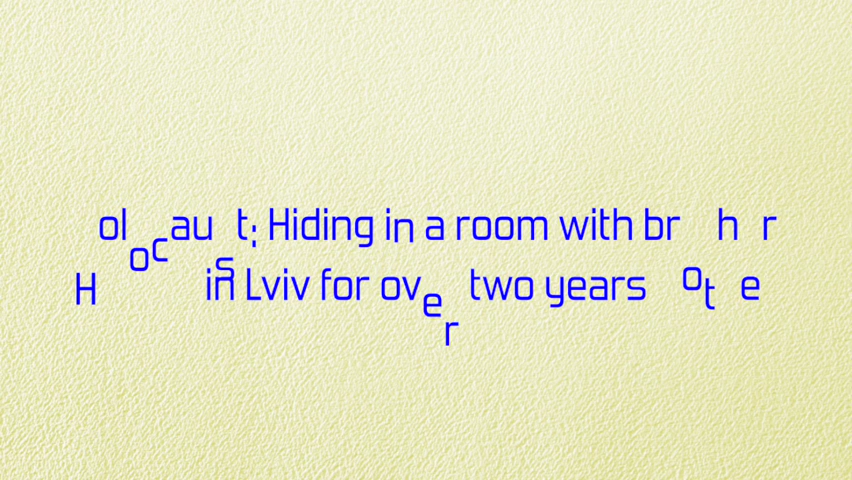 Holocaust; Hiding in a room with brother
in Lviv for over two years